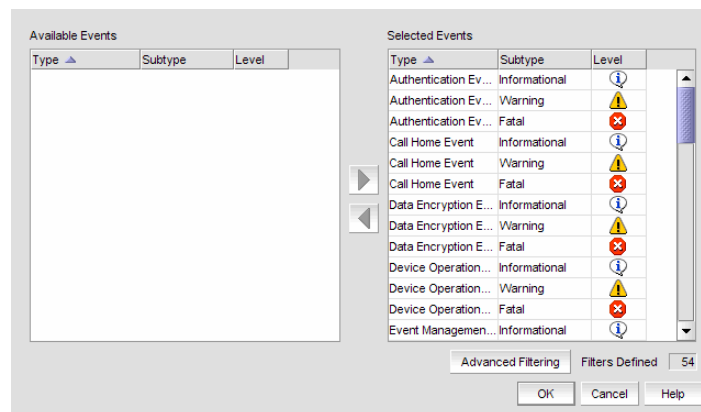 Available Events
Type Subtype Level
Selected Events
Type Subtype Level
Authentication Ev... Informational
Authentication Ev... Warning
Authentication Ev... Fatal
Call Home Event Informational
Call Home Event Warning
Call Home Event Fatal
Data Encryption E... Informational
Data Encryption E... Warning
Data Encryption E... Fatal
Device Operation... Informational
Device Operation... Warning
Device Operation... Fatal
Event Managemen... Informational
Advanced Filtering Filters Defined 54
OK Cancel Help